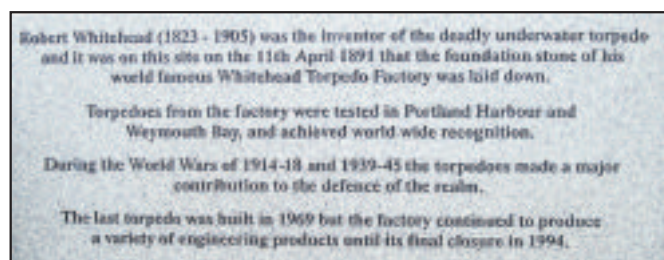 Robert Whitehead (1823 - 1905) was the inventor of the deadly underwater torpedo
and it was on this site on the 11th April 1891 that the foundation stone of his
world famous Whitehead Torpedo Factory was laid down.
Torpedoes from the factory were tested in Portland Harbour and
Weymouth Bay, and achieved world wide recognition.
During the World Wars of 1914-18 and 1939-45 the torpedoes made a major
contribution to the defence of the realm.
The last torpedo was built in 1969 but the factory continued to produce
a variety of engineering products until its final closure in 1994.